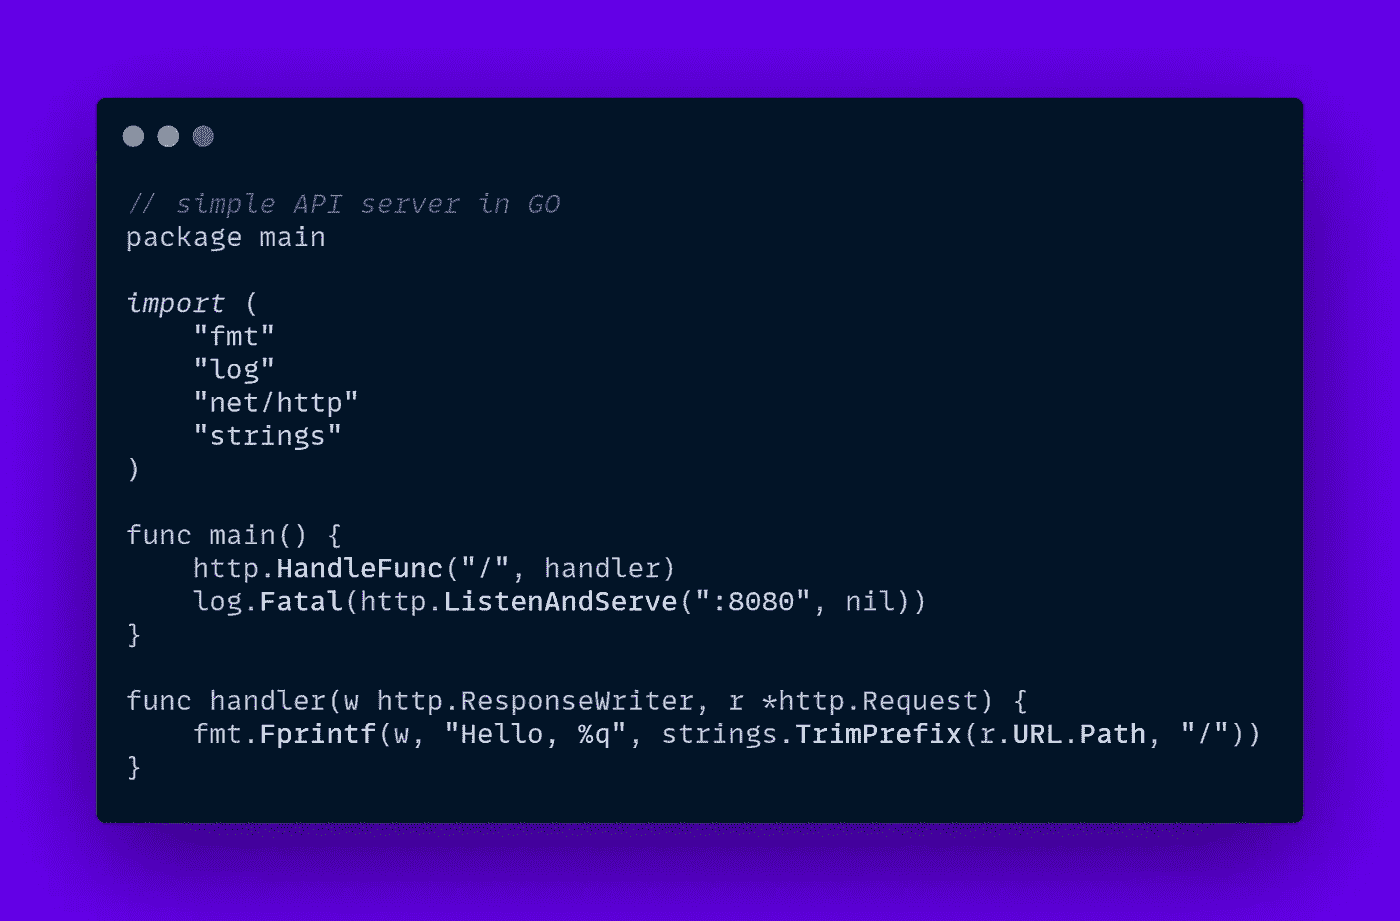 // simple API server in GO
package main

import (
    "fmt"
    "log"
    "net/http"
    "strings"
)

func main() {
    http.HandleFunc("/", handler)
    log.Fatal(http.ListenAndServe(":8080", nil))
}

func handler(w http.ResponseWriter, r *http.Request) {
    fmt.Fprintf(w, "Hello, %q", strings.TrimPrefix(r.URL.Path, "/"))
}